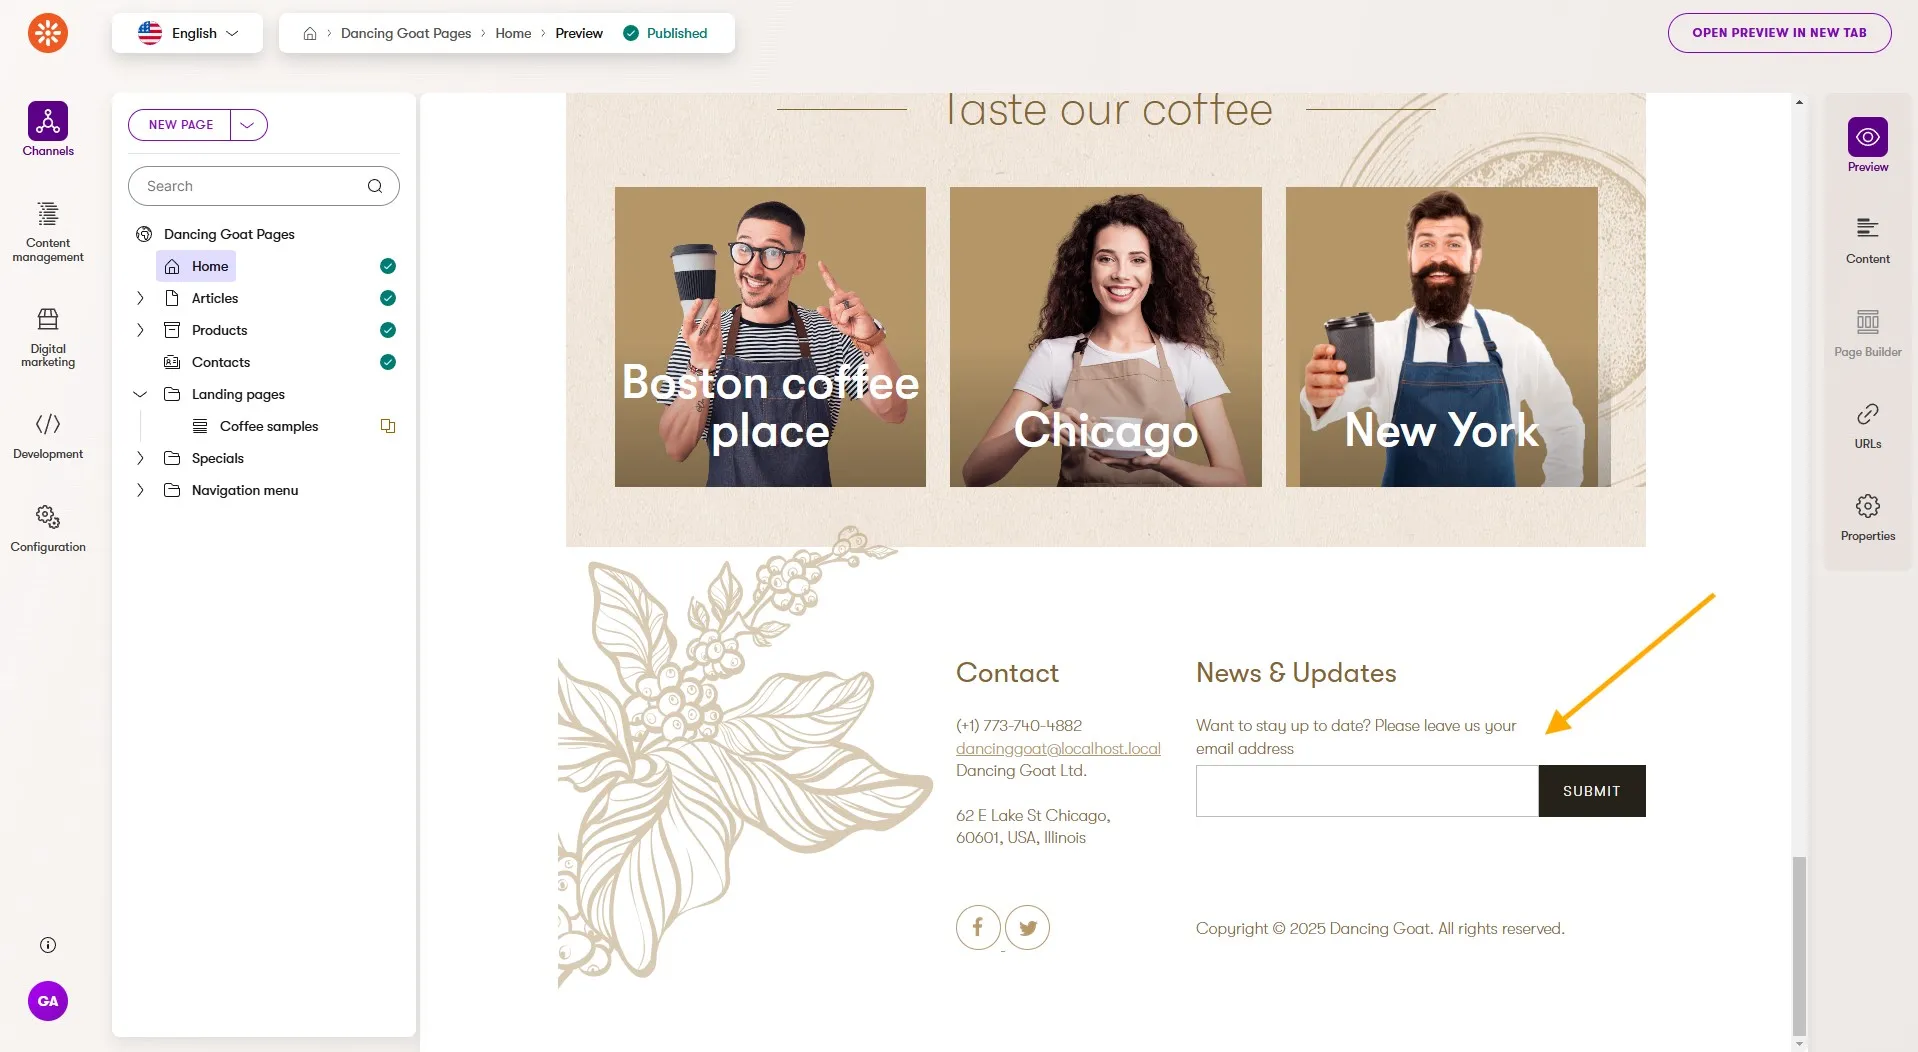 English
Dancing Goat Pages
Home
Preview
Published
OPEN PREVIEW IN NEW TAB
Channels
Content
management
Digital
marketing
Development
Configuration
GA
NEW PAGE
Search
Dancing Goat Pages
Home
Articles
Products
Contacts
Landing pages
Coffee samples
Specials
Navigation menu
Taste our coffee
Boston coffee
place
Chicago
New York
Contact
(+1) 773-740-4882
dancinggoat@localhost.local
Dancing Goat Ltd.
62 E Lake St Chicago,
60601, USA, Illinois
News & Updates
Want to stay up to date? Please leave us your
email address
SUBMIT
Copyright © 2025 Dancing Goat. All rights reserved.
Preview
Content
Page Builder
URLs
Properties